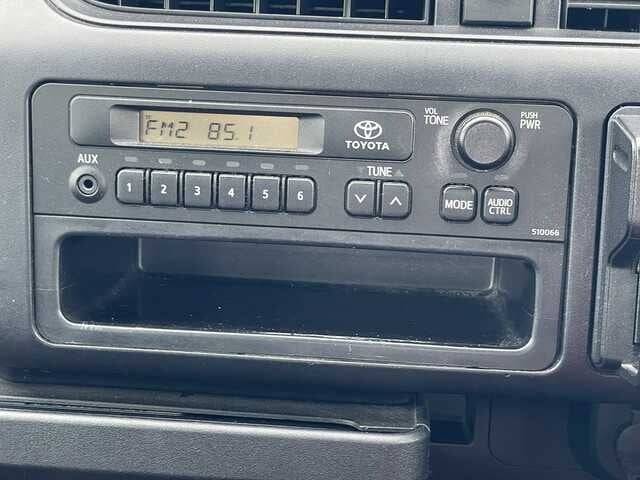 FM2 85.1
TOYOTA
VOL
TONE
PUSH
PWR
AUX
1 2 3 4 5 6
TUNE
MODE
AUDIO
CTRL
510066